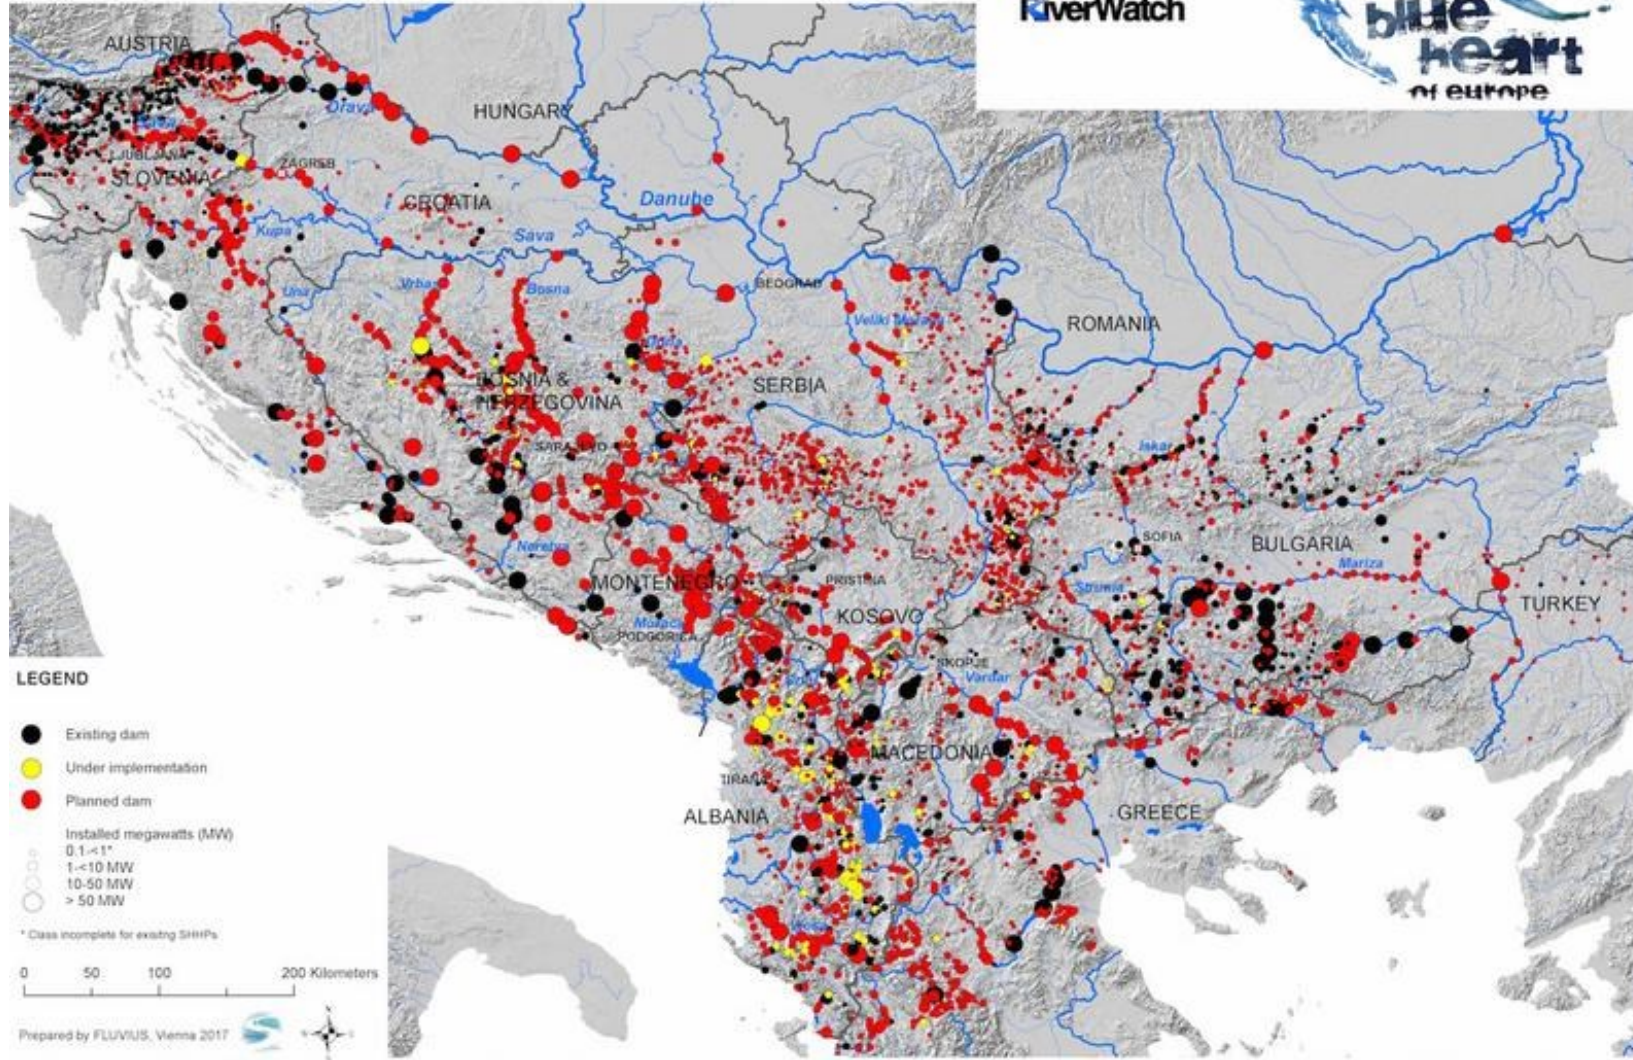 RiverWatch
blue
heart
of europe
AUSTRIA
HUNGARY
Drava
LJUBLJANA
ZAGREB
SLOVENIA
CROATIA
Danube
Kupa
Sava
Una
Vrbas
Bosna
BEOGRAD
Veliki Morava
ROMANIA
Drina
BOSNIA &
HERZEGOVINA
SERBIA
SARAJEVO
Iskar
Neretva
SOFIA
BULGARIA
Mariza
MONTENEGRO
PRISTINA
Struma
TURKEY
KOSOVO
Moraca
PODGORICA
SKOPJE
Vardar
MACEDONIA
TIRANA
ALBANIA
GREECE
LEGEND
Existing dam
Under implementation
Planned dam
Installed megawatts (MW)
0.1-<1*
1-<10 MW
10-50 MW
> 50 MW
* Class incomplete for exisitng SHHPs
0 50 100 200 Kilometers
Prepared by FLUVIUS, Vienna 2017